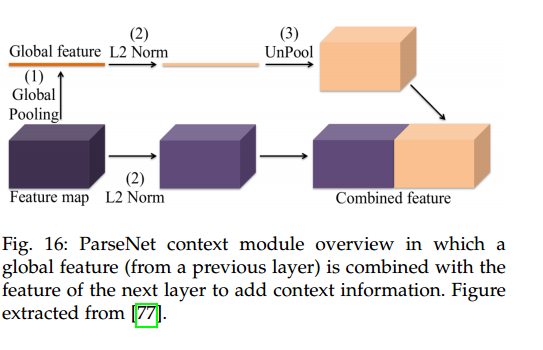 (2)
(3)
Global feature L2 Norm
UnPool
(1)
Global
Pooling
(2)
Feature map L2 Norm
Combined feature
Fig. 16: ParseNet context module overview in which a
global feature (from a previous layer) is combined with the
feature of the next layer to add context information. Figure
extracted from [77].